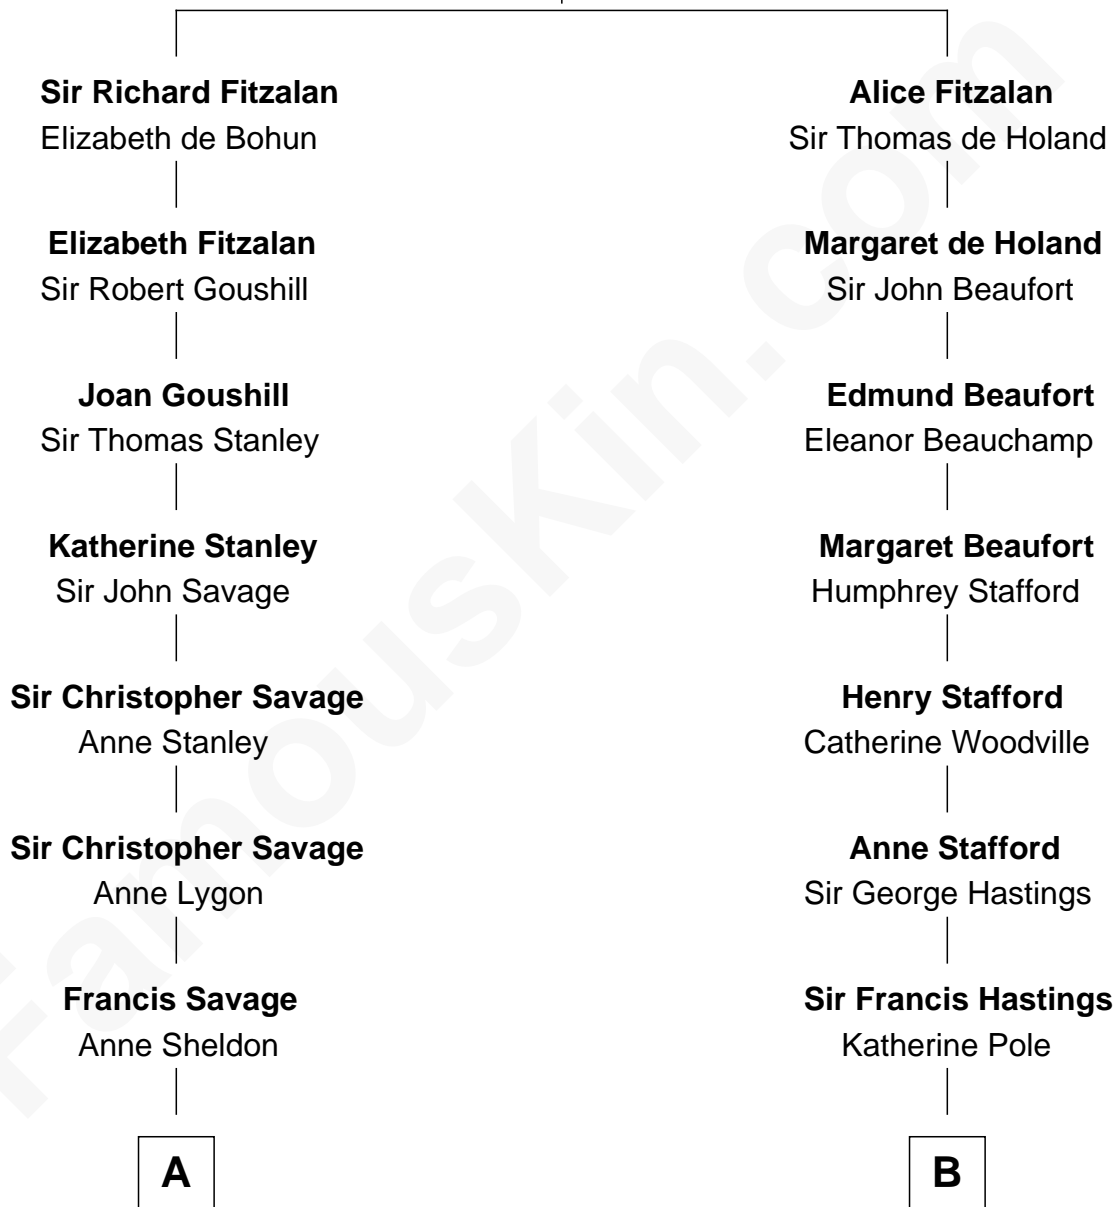 Sir Richard Fitzalan
Elizabeth de Bohun
Elizabeth Fitzalan
Sir Robert Goushill
Joan Goushill
Sir Thomas Stanley
Katherine Stanley
Sir John Savage
Sir Christopher Savage
Anne Stanley
Sir Christopher Savage
Anne Lygon
Francis Savage
Anne Sheldon
A
Alice Fitzalan
Sir Thomas de Holand
Margaret de Holand
Sir John Beaufort
Edmund Beaufort
Eleanor Beauchamp
Margaret Beaufort
Humphrey Stafford
Henry Stafford
Catherine Woodville
Anne Stafford
Sir George Hastings
Sir Francis Hastings
Katherine Pole
B
FamousKin.com